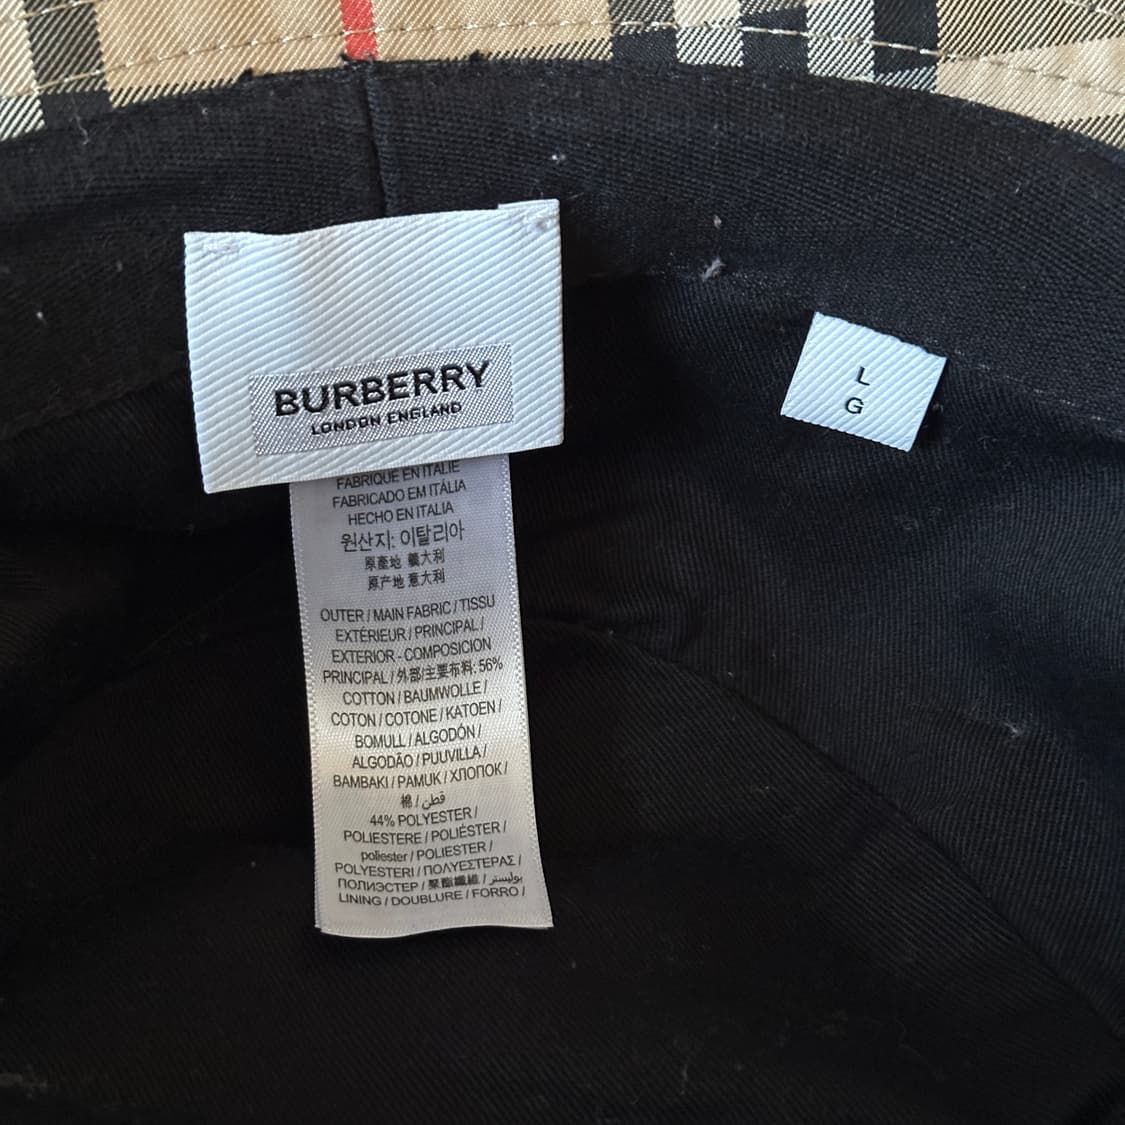 BURBERRY
LONDON ENGLAND
L
G
FABRIQUE EN ITALIE
FABRICADO EM ITÁLIA
HECHO EN ITALIA
원산지: 이탈리아
原產地 義大利
原产地 意大利
OUTER / MAIN FABRIC / TISSU
EXTÉRIEUR / PRINCIPAL /
EXTERIOR - COMPOSICION
PRINCIPAL / 外部/主要布料: 56%
COTTON / BAUMWOLLE /
COTON / COTONE / KATOEN /
BOMULL / ALGODÓN /
ALGODÃO / PUUVILLA /
BAMBAKI / PAMUK / ХЛОПОК /
棉 / قطن
44% POLYESTER /
POLIESTERE / POLIÉSTER /
poliester / POLIESTER /
POLYESTERI / ΠΟΛΥΕΣΤΕΡΑΣ /
ПОЛИЭСТЕР / 聚酯纖維 / بوليستر
LINING / DOUBLURE / FORRO /